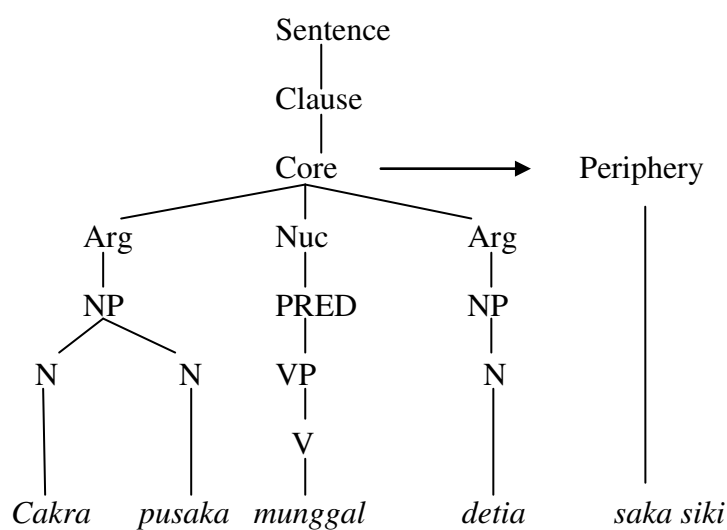 Sentence
Clause
Core Periphery
Arg Nuc Arg
NP PRED NP
N N VP N
V
Cakra pusaka munggal detia saka siki